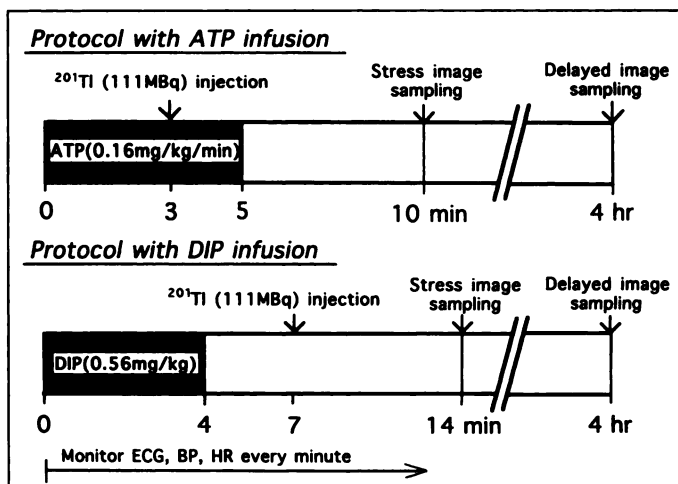 Protocol with ATP infusion
²⁰¹Tl (111MBq) injection
Stress image
sampling
Delayed image
sampling
ATP(0.16mg/kg/min)
0 3 5 10 min 4 hr
Protocol with DIP infusion
²⁰¹Tl (111MBq) injection
Stress image
sampling
Delayed image
sampling
DIP(0.56mg/kg)
0 4 7 14 min 4 hr
Monitor ECG, BP, HR every minute